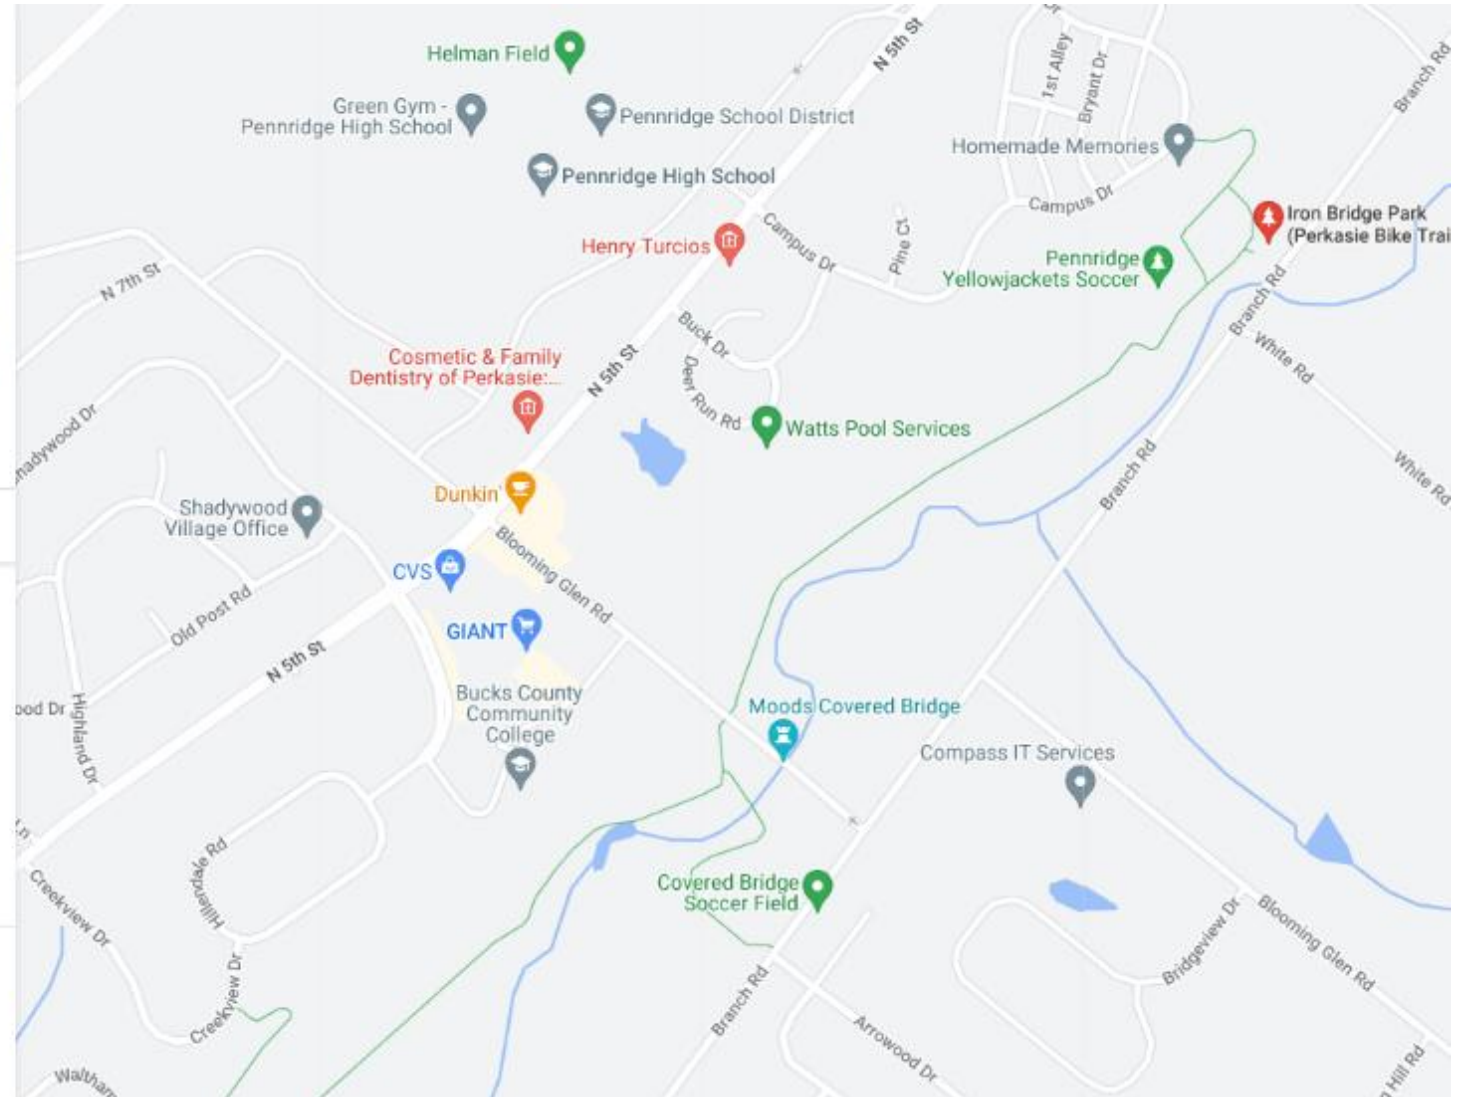 Helman Field
N 5th St
Dr
1st Alley
Bryant Dr
Branch Rd
Green Gym -
Pennridge High School
Pennridge School District
Homemade Memories
Pennridge High School
Campus Dr
Iron Bridge Park
(Perkasie Bike Trai
Henry Turcios
Campus Dr
Pine Ct
Pennridge
Yellowjackets Soccer
N 7th St
Branch Rd
Buck Dr
White Rd
Cosmetic & Family
Dentistry of Perkasie:...
N 5th St
Deer Run Rd
Watts Pool Services
hadywood Dr
Branch Rd
White Rd
Dunkin'
Shadywood
Village Office
Blooming Glen Rd
CVS
Old Post Rd
GIANT
N 5th St
Bucks County
Community
College
ood Dr
Highland Dr
Moods Covered Bridge
Compass IT Services
Ln
Hillendale Rd
Covered Bridge
Soccer Field
Creekview Dr
Bridgeview Dr
Blooming Glen Rd
Creekview Dr
Branch Rd
Arrowood Dr
Waltham
Hill Rd